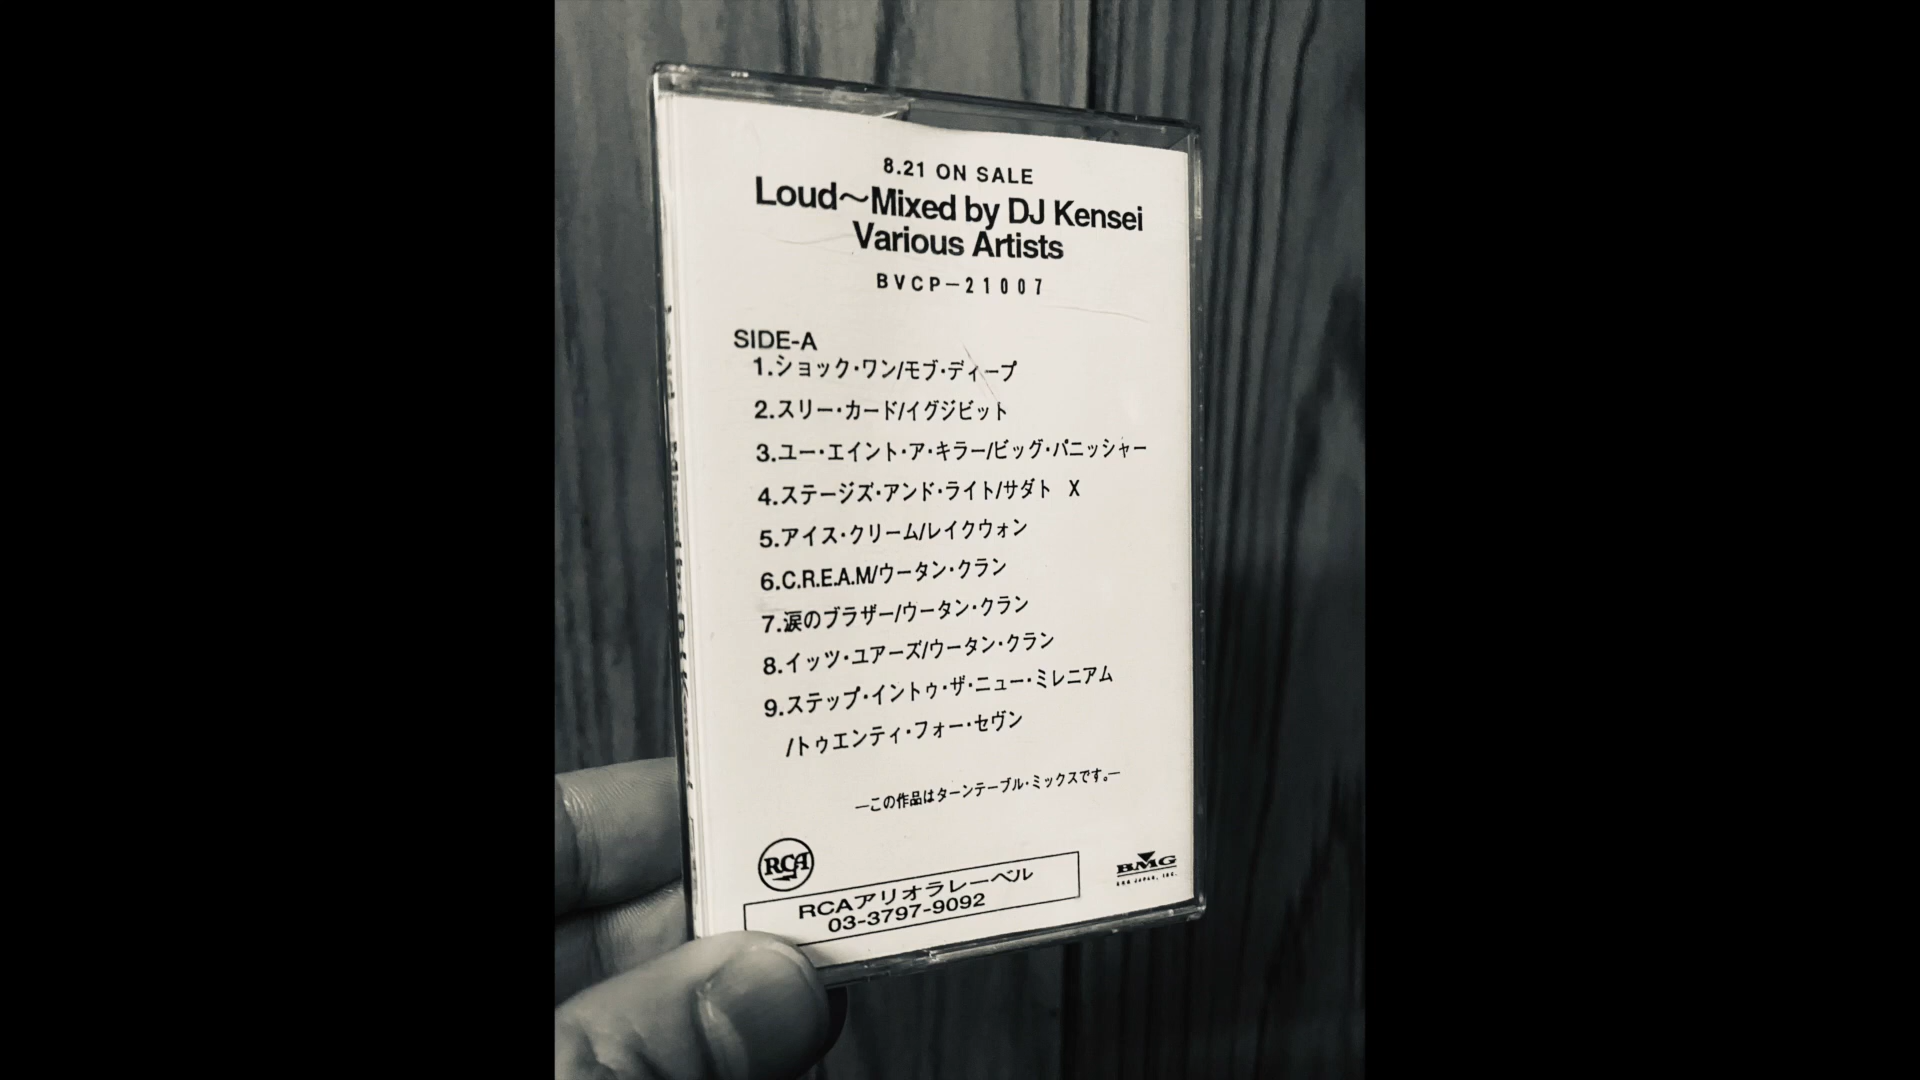 8.21 ON SALE
Loud～Mixed by DJ Kensei
Various Artists
BVCP－21007
SIDE-A
1.ショック・ワン/モブ・ディープ
2.スリー・カード/イグジビット
3.ユー・エイント・ア・キラー/ビッグ・パニッシャー
4.ステージズ・アンド・ライト/サダト　X
5.アイス・クリーム/レイクウォン
6.C.R.E.A.M/ウータン・クラン
7.涙のブラザー/ウータン・クラン
8.イッツ・ユアーズ/ウータン・クラン
9.ステップ・イントゥ・ザ・ニュー・ミレニアム
/トゥエンティ・フォー・セヴン
―この作品はターンテーブル・ミックスです。―
RCA
RCAアリオラレーベル
03-3797-9092
BMG
BMG JAPAN, INC.